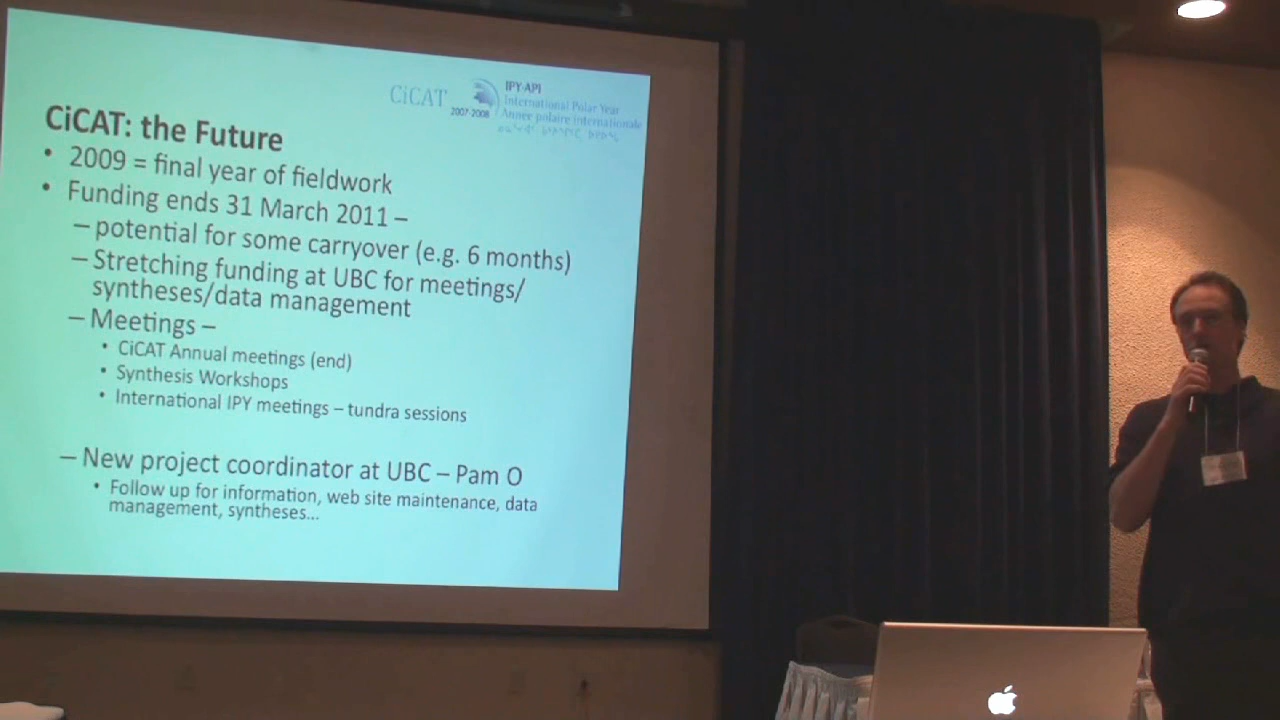 CiCAT
IPY-API
2007-2008
International Polar Year
Année polaire internationale
CiCAT: the Future
• 2009 = final year of fieldwork
• Funding ends 31 March 2011 –
– potential for some carryover (e.g. 6 months)
– Stretching funding at UBC for meetings/
syntheses/data management
– Meetings –
• CiCAT Annual meetings (end)
• Synthesis Workshops
• International IPY meetings – tundra sessions
– New project coordinator at UBC – Pam O
• Follow up for information, web site maintenance, data
management, syntheses...